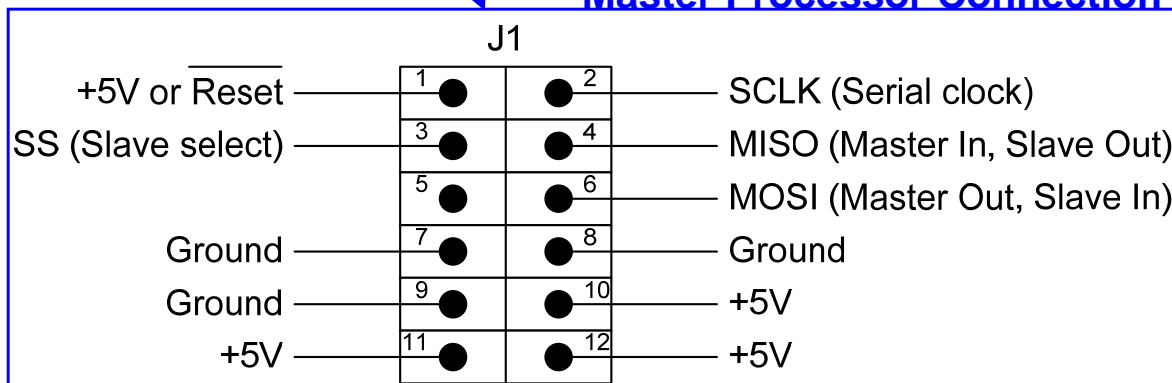 Master Processor Connection
J1
+5V or Reset 1 2 SCLK (Serial clock)
SS (Slave select) 3 4 MISO (Master In, Slave Out)
5 6 MOSI (Master Out, Slave In)
Ground 7 8 Ground
Ground 9 10 +5V
+5V 11 12 +5V